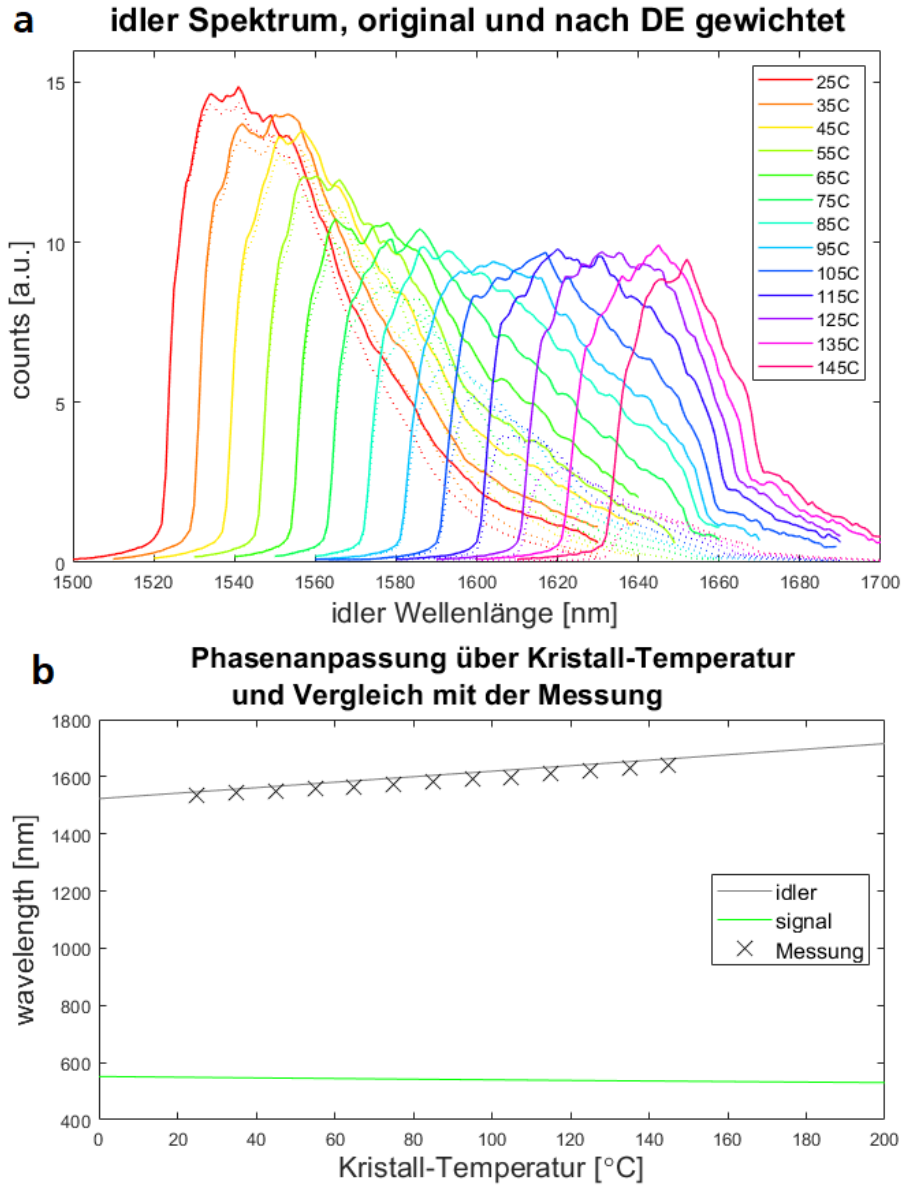 a
idler Spektrum, original und nach DE gewichtet
counts [a.u.]
15
10
5
0
25C
35C
45C
55C
65C
75C
85C
95C
105C
115C
125C
135C
145C
1500 1520 1540 1560 1580 1600 1620 1640 1660 1680 1700
idler Wellenlänge [nm]
b
Phasenanpassung über Kristall-Temperatur
und Vergleich mit der Messung
wavelength [nm]
1800
1600
1400
1200
1000
800
600
400
idler
signal
Messung
0 20 40 60 80 100 120 140 160 180 200
Kristall-Temperatur [°C]